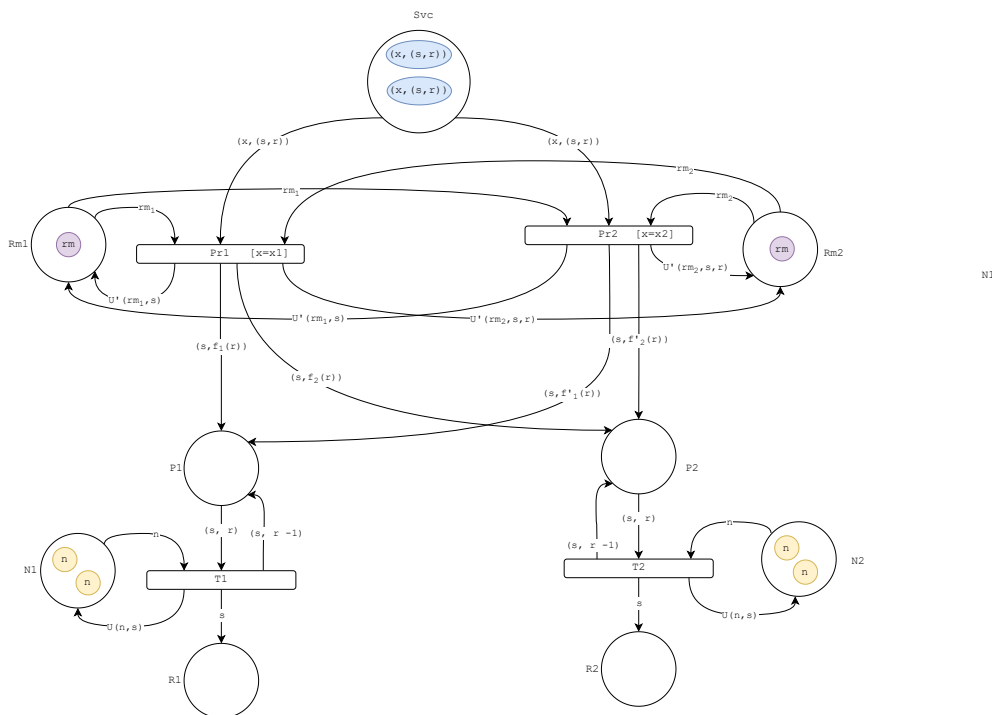 Svc
(x,(s,r))
(x,(s,r))
(x,(s,r))
(x,(s,r))
rm₂
rm₁
rm₂
rm₁
Rm1
rm
Pr1 [x=x1]
Pr2 [x=x2]
rm
Rm2
U'(rm₂,s,r)
N1
U'(rm₁,s)
U'(rm₁,s)
U'(rm₂,s,r)
(s,f₁(r))
(s,f'₂(r))
(s,f₂(r))
(s,f'₁(r))
P1
P2
(s, r)
(s, r -1)
(s, r)
(s, r -1)
n
n
N1
n
n
T1
T2
n
n
N2
U(n,s)
s
s
U(n,s)
R1
R2